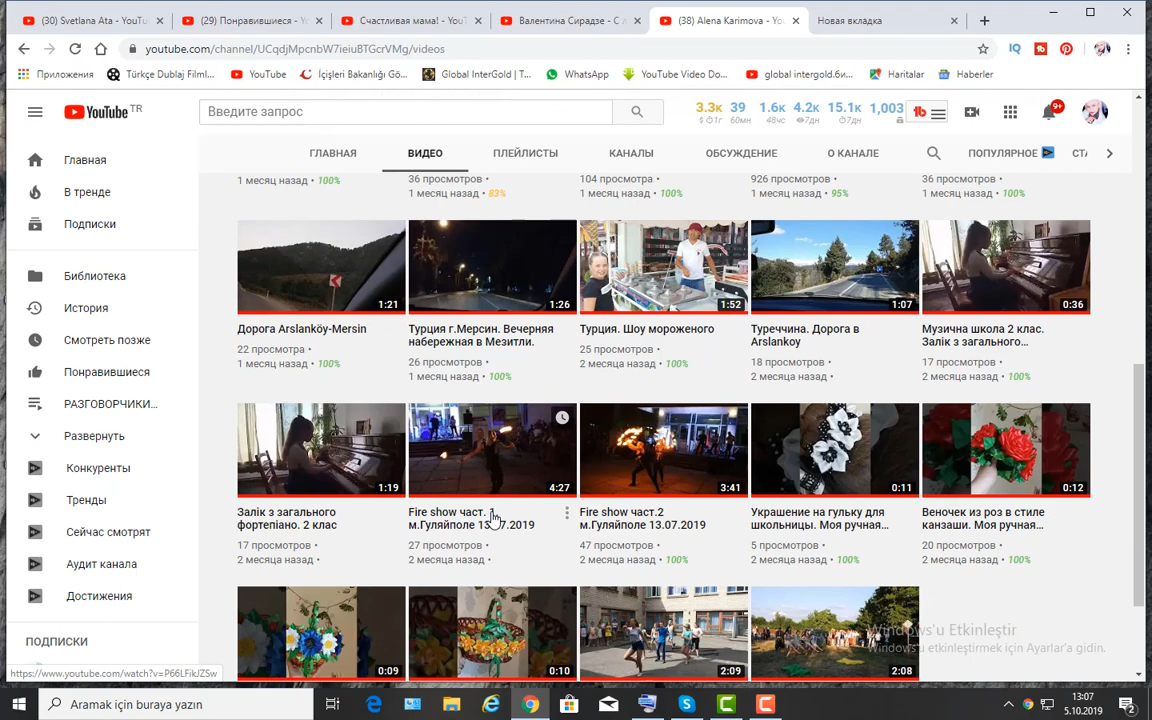 (30) Svetlana Ata - YouTu
(29) Понравившиеся - YouT
Счастливая мама! - YouT
Валентина Сирадзе - С л
(38) Alena Karimova - You
Новая вкладка
youtube.com/channel/UCqdjMpcnbW7ieiuBTGcrVMg/videos
Приложения
Türkçe Dublaj Filml...
YouTube
İçişleri Bakanlığı Gö...
Global InterGold | T...
WhatsApp
YouTube Video Do...
global intergold.би...
Haritalar
Haberler
YouTube TR
Введите запрос
3.3к 39 1.6к 4.2к 15.1к 1,003
$ 1г 60мн 48чс 7дн 7дн
9+
ГЛАВНАЯ ВИДЕО ПЛЕЙЛИСТЫ КАНАЛЫ ОБСУЖДЕНИЕ О КАНАЛЕ ПОПУЛЯРНОЕ СТА
Главная
В тренде
Подписки
Библиотека
История
Смотреть позже
Понравившиеся
РАЗГОВОРЧИКИ...
Развернуть
Конкуренты
Тренды
Сейчас смотрят
Аудит канала
Достижения
ПОДПИСКИ
1 месяц назад • 100%
36 просмотров •
1 месяц назад • 83%
104 просмотра •
1 месяц назад • 100%
926 просмотров •
1 месяц назад • 95%
36 просмотров •
1 месяц назад • 100%
1:21
Дорога Arslanköy-Mersin
22 просмотра •
1 месяц назад • 100%
1:26
Турция г.Мерсин. Вечерняя
набережная в Мезитли.
26 просмотров •
1 месяц назад • 100%
1:52
Турция. Шоу мороженого
25 просмотров •
2 месяца назад • 100%
1:07
Туреччина. Дорога в
Arslankoy
18 просмотров •
2 месяца назад •
0:36
Музична школа 2 клас.
Залік з загального...
17 просмотров •
2 месяца назад • 100%
1:19
Залік з загального
фортепіано. 2 клас
17 просмотров •
2 месяца назад •
4:27
Fire show част. 1
м.Гуляйполе 13.07.2019
27 просмотров •
2 месяца назад •
3:41
Fire show част.2
м.Гуляйполе 13.07.2019
47 просмотров •
2 месяца назад • 100%
0:11
Украшение на гульку для
школьницы. Моя ручная...
5 просмотров •
2 месяца назад • 100%
0:12
Веночек из роз в стиле
канзаши. Моя ручная...
20 просмотров •
2 месяца назад • 100%
0:09
0:10
2:09
2:08
Windows'u Etkinleştir
Windows'u etkinleştirmek için Ayarlar'a gidin.
https://www.youtube.com/watch?v=P66LFikJZSw
Aramak için buraya yazın
13:07
5.10.2019
2